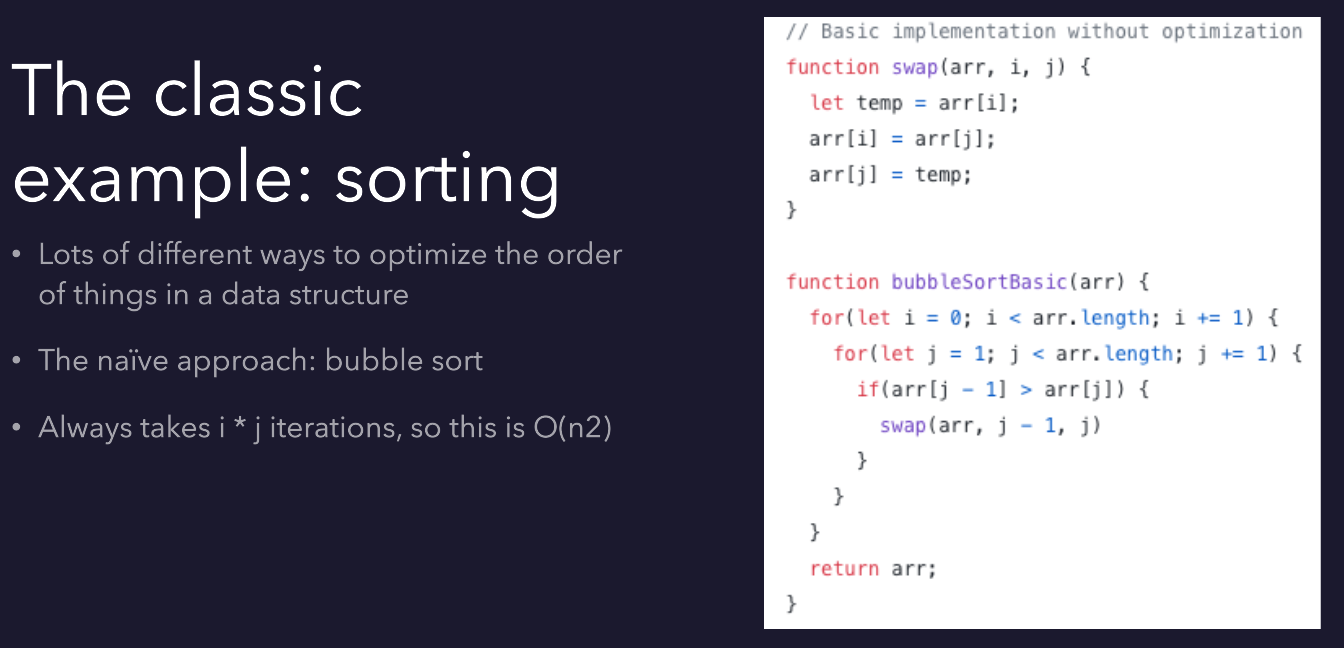 The classic
example: sorting
• Lots of different ways to optimize the order
of things in a data structure
• The naïve approach: bubble sort
• Always takes i * j iterations, so this is O(n2)
// Basic implementation without optimization
function swap(arr, i, j) {
  let temp = arr[i];
  arr[i] = arr[j];
  arr[j] = temp;
}

function bubbleSortBasic(arr) {
  for(let i = 0; i < arr.length; i += 1) {
    for(let j = 1; j < arr.length; j += 1) {
      if(arr[j - 1] > arr[j]) {
        swap(arr, j - 1, j)
      }
    }
  }
  return arr;
}